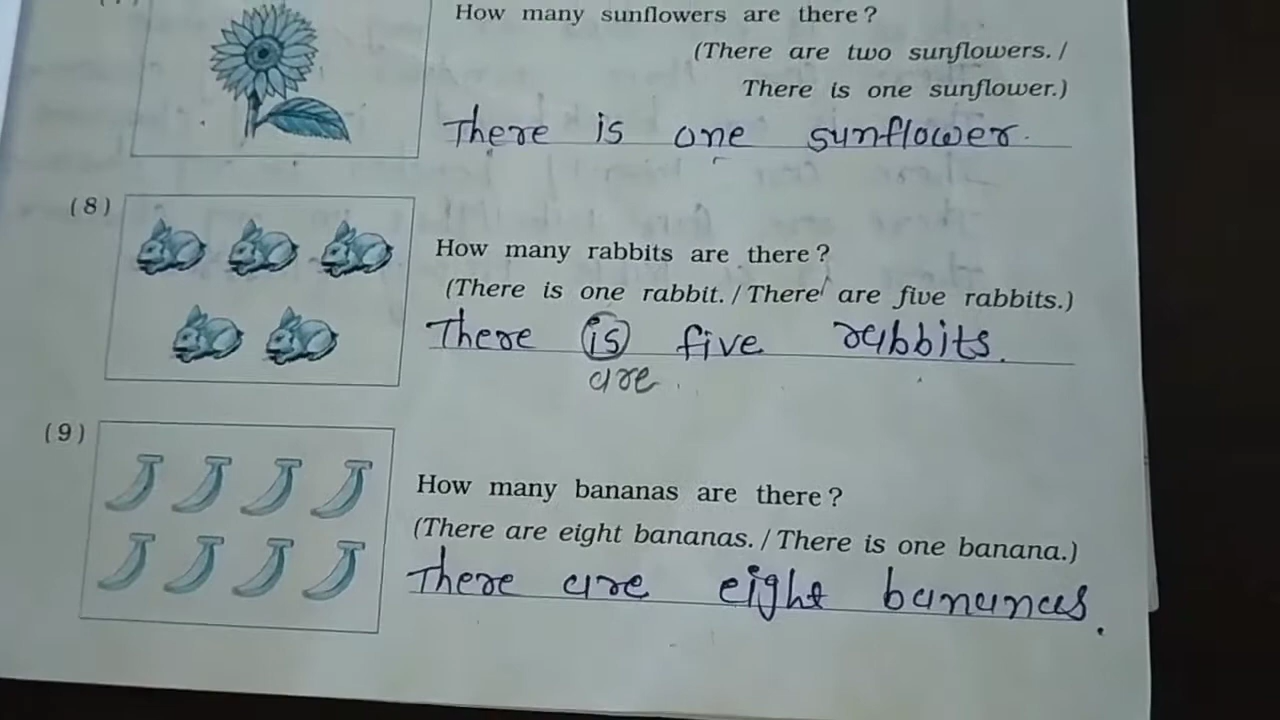 How many sunflowers are there?
(There are two sunflowers. /
There is one sunflower.)
There is one sunflower.
(8)
How many rabbits are there?
(There is one rabbit. / There are five rabbits.)
There is five rabbits.
are
(9)
How many bananas are there?
(There are eight bananas. / There is one banana.)
There are eight bananas.